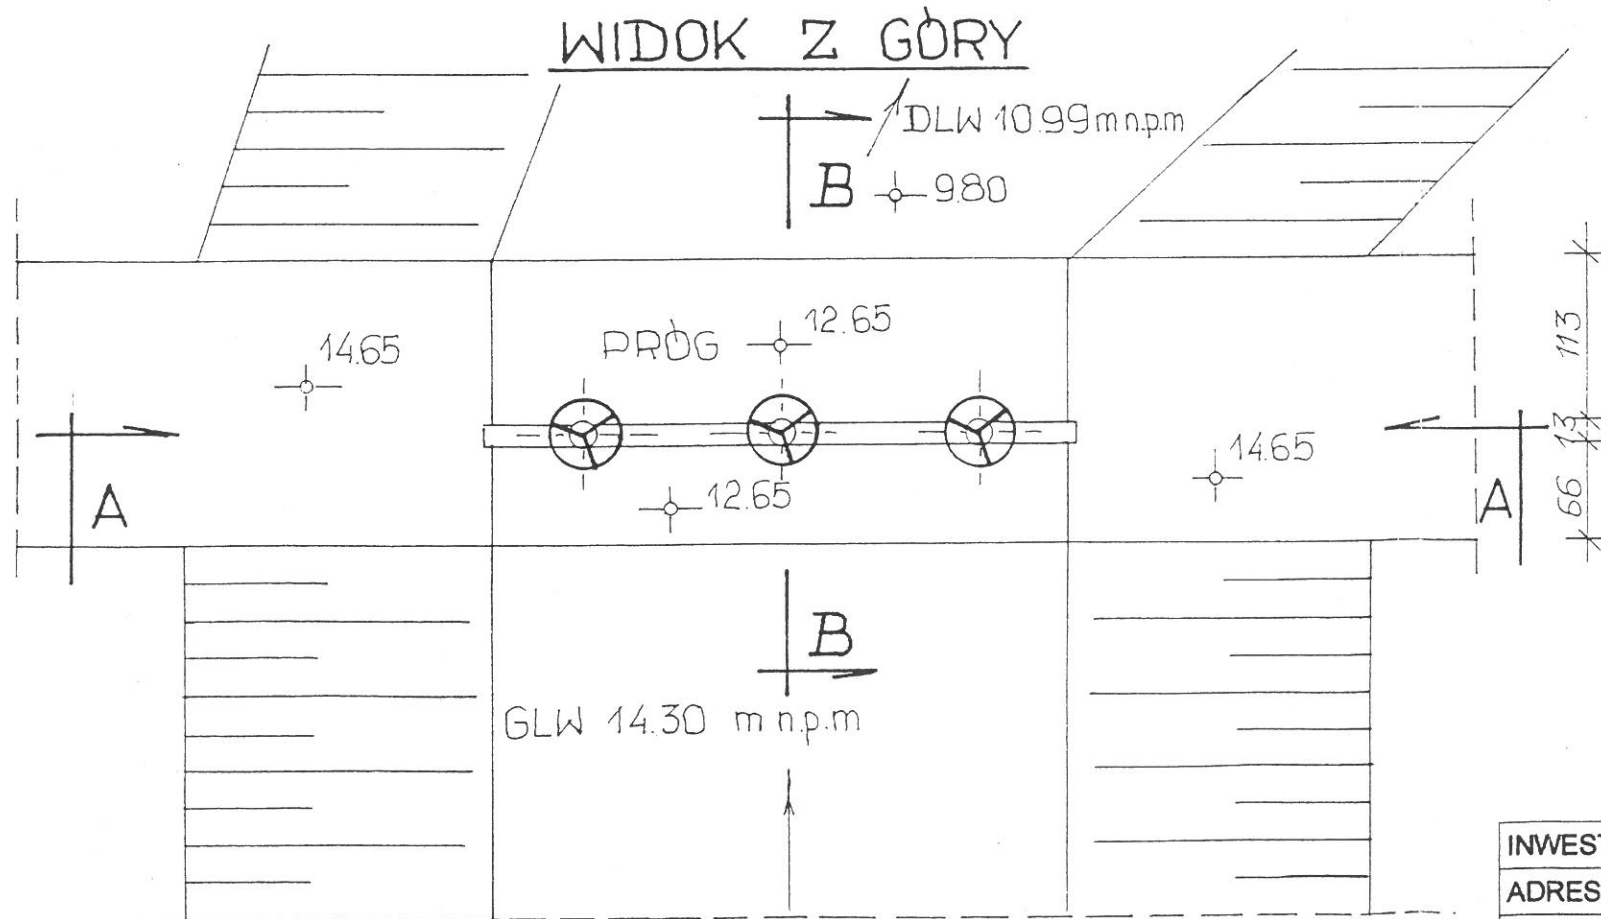 WIDOK Z GÓRY
DLW 10.99 m n.p.m
B
9.80
PRÓG
12.65
14.65
113
13
66
14.65
12.65
A
A
B
GLW 14.30 m n.p.m
INWEST
ADRES